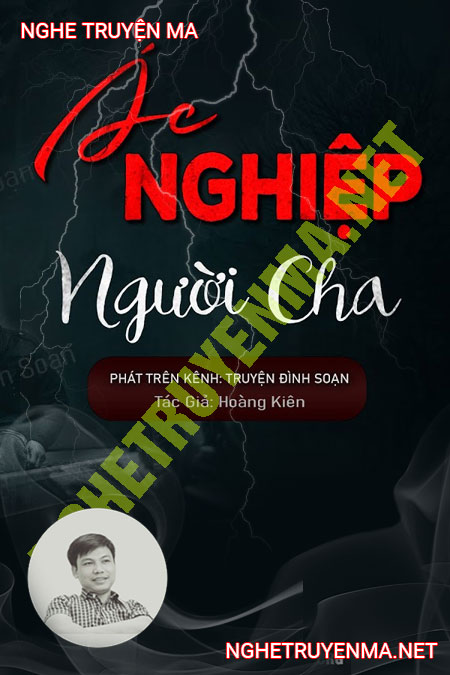 NGHE TRUYỆN MA
Ác
NGHIỆP
Người Cha
PHÁT TRÊN KÊNH: TRUYỆN ĐÌNH SOẠN
Tác Giả: Hoàng Kiên
NGHETRUYENMA.NET
NGHETRUYENMA.NET